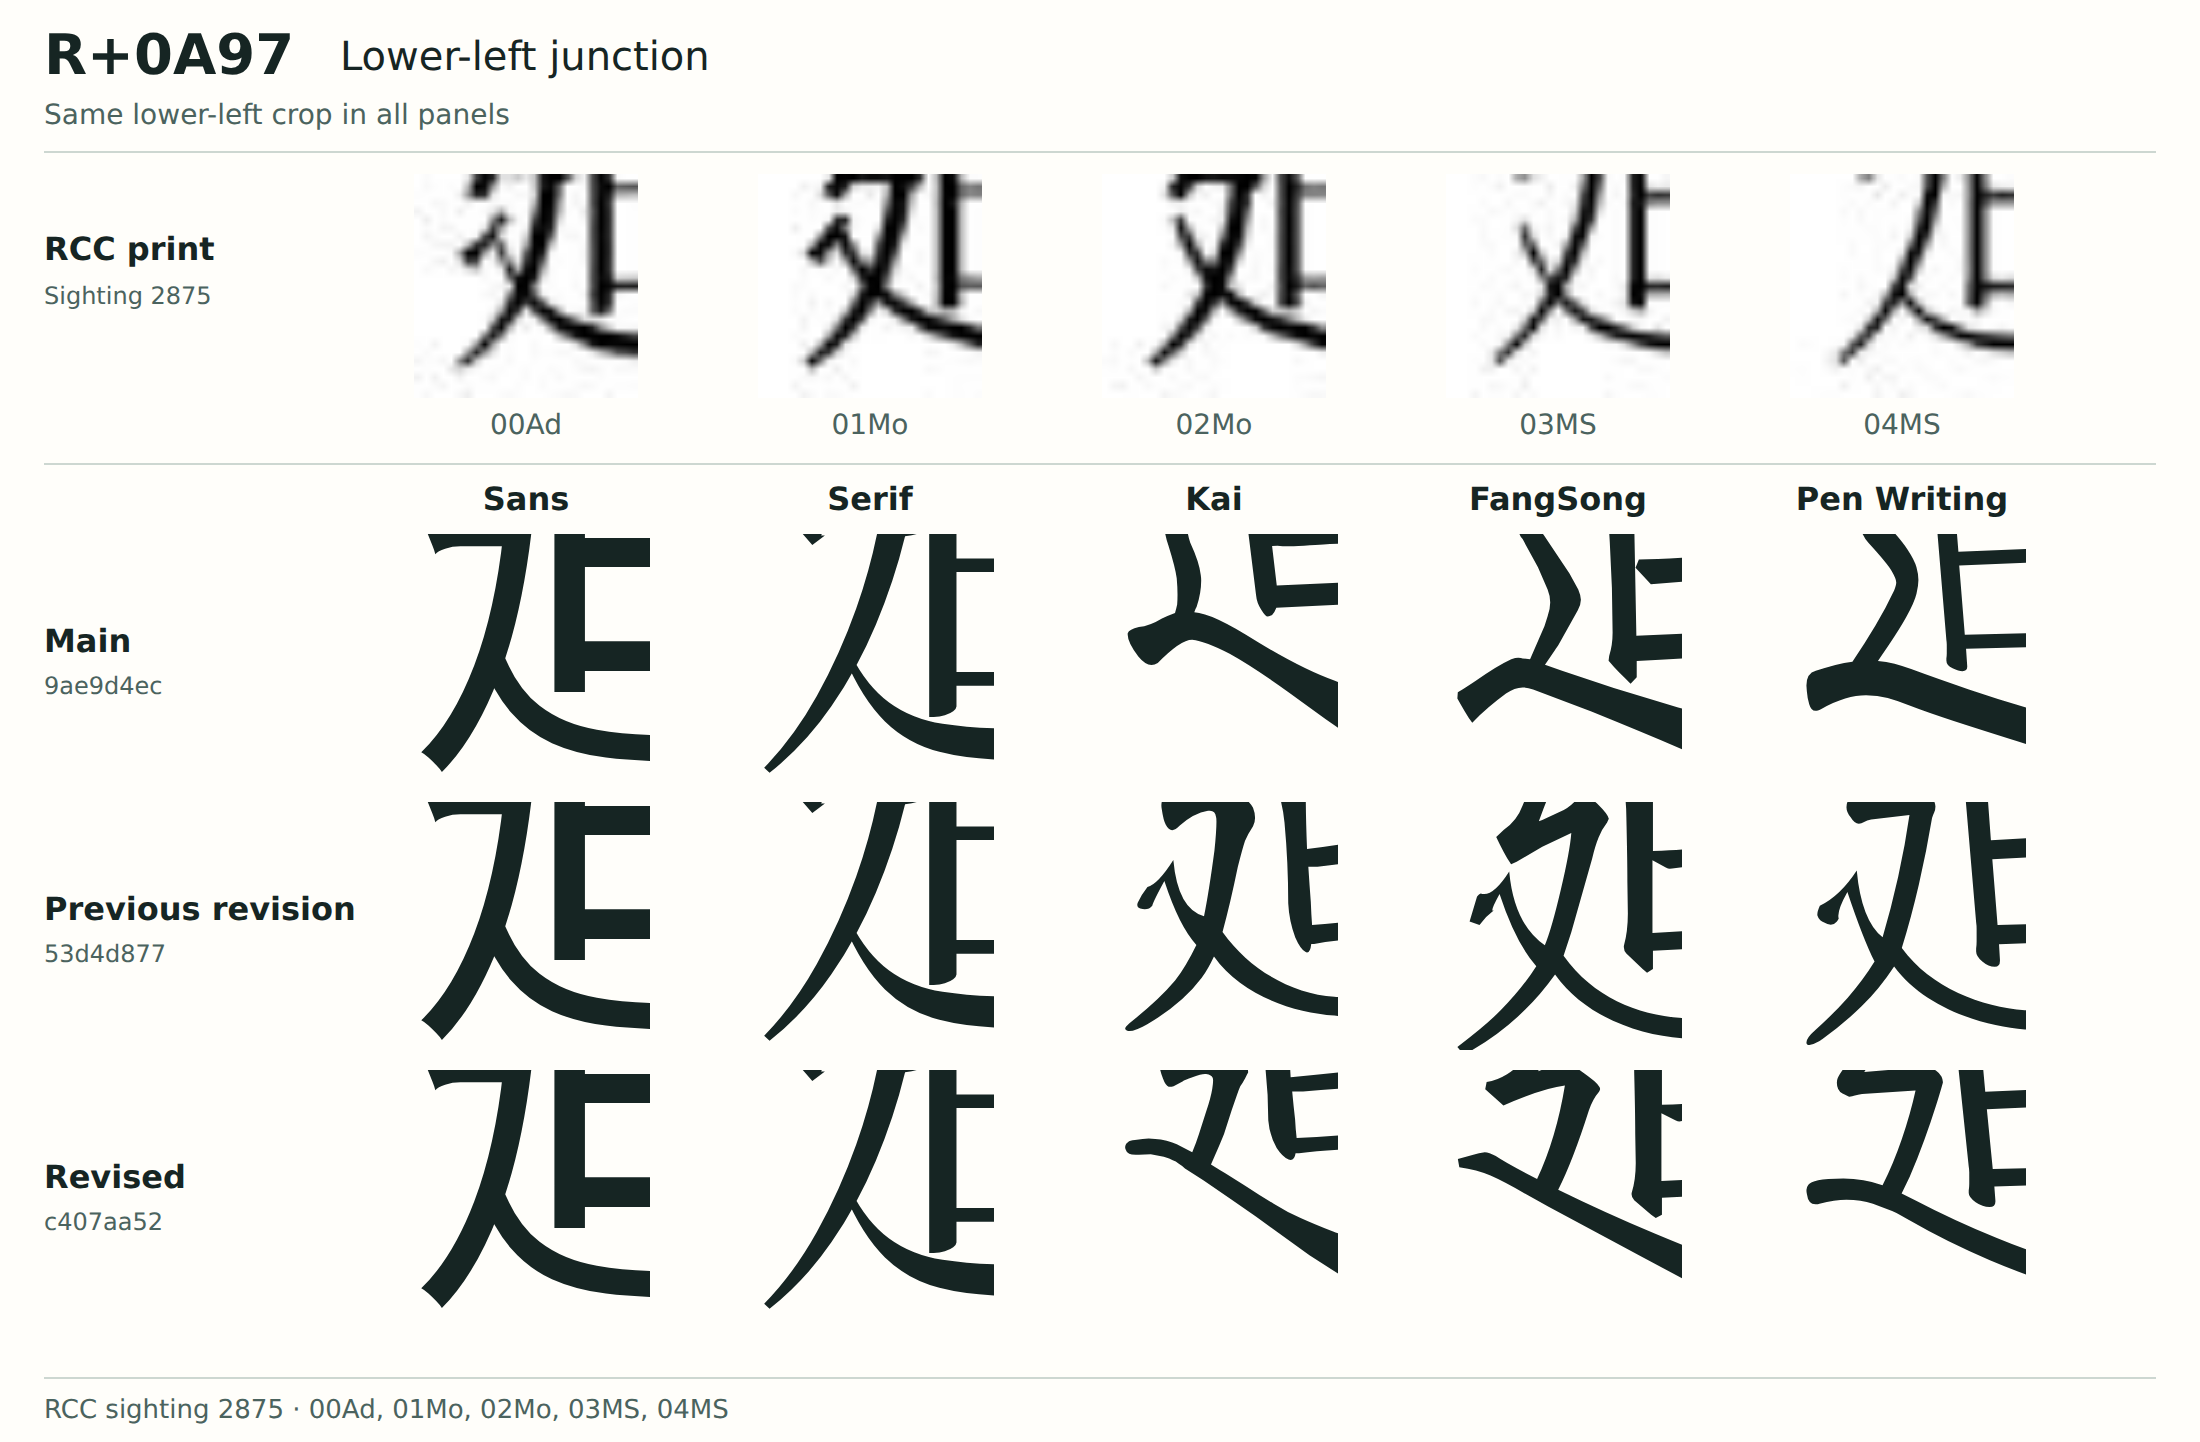 R+0A97 Lower-left junction
Same lower-left crop in all panels
RCC print
Sighting 2875
00Ad 01Mo 02Mo 03MS 04MS
Sans Serif Kai FangSong Pen Writing
Main
9ae9d4ec
Previous revision
53d4d877
Revised
c407aa52
RCC sighting 2875 · 00Ad, 01Mo, 02Mo, 03MS, 04MS